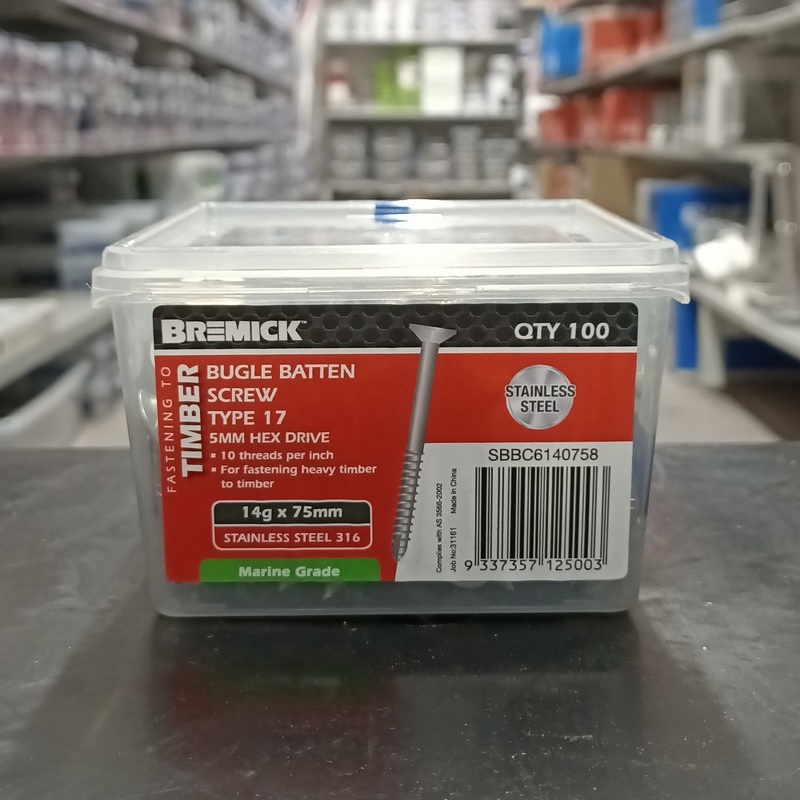 BREMICK™
QTY 100
FASTENING TO
TIMBER
BUGLE BATTEN
SCREW
TYPE 17
5MM HEX DRIVE
▪ 10 threads per inch
▪ For fastening heavy timber
to timber
14g x 75mm
STAINLESS STEEL 316
Marine Grade
STAINLESS
STEEL
SBBC6140758
Complies with AS 3566-2002
Job No:31161 Made in China
9 337357 125003